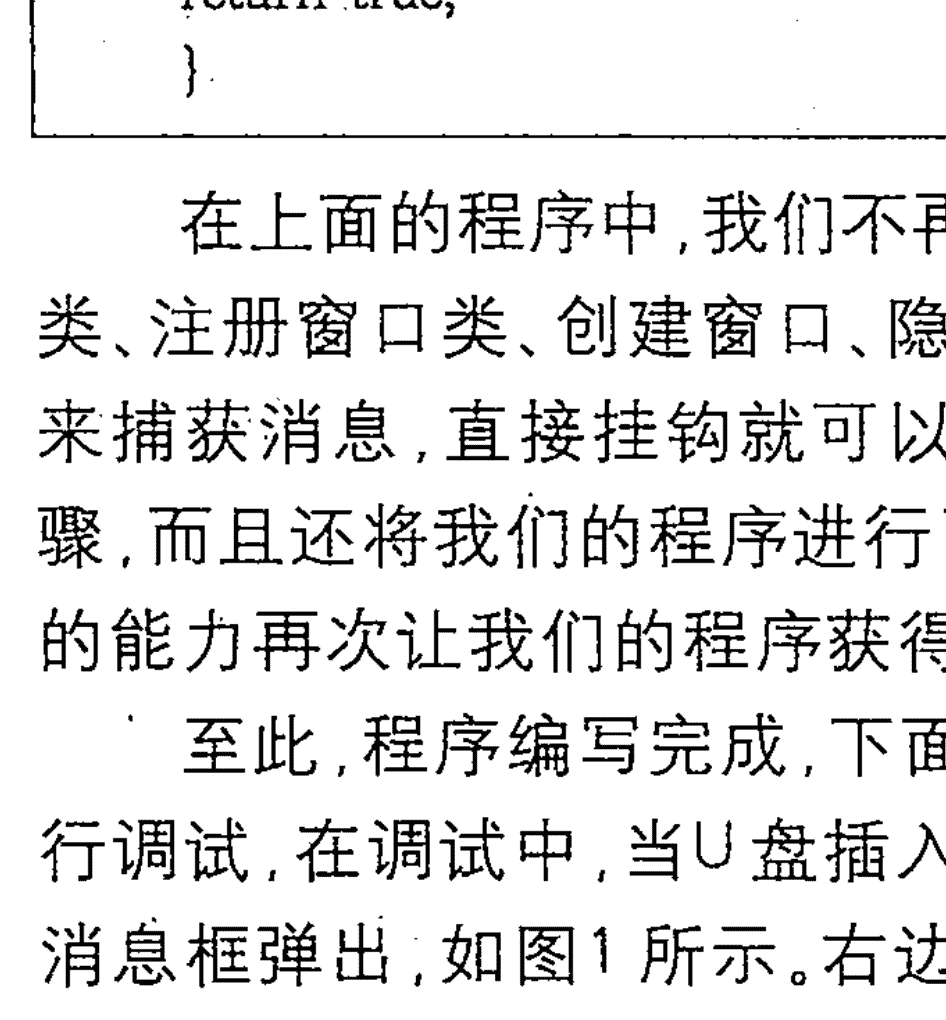 return true;
}
在上面的程序中,我们不再
类、注册窗口类、创建窗口、隐
来捕获消息,直接挂钩就可以
骤,而且还将我们的程序进行
的能力再次让我们的程序获得
至此,程序编写完成,下面
行调试,在调试中,当U盘插入
消息框弹出,如图1所示。右边